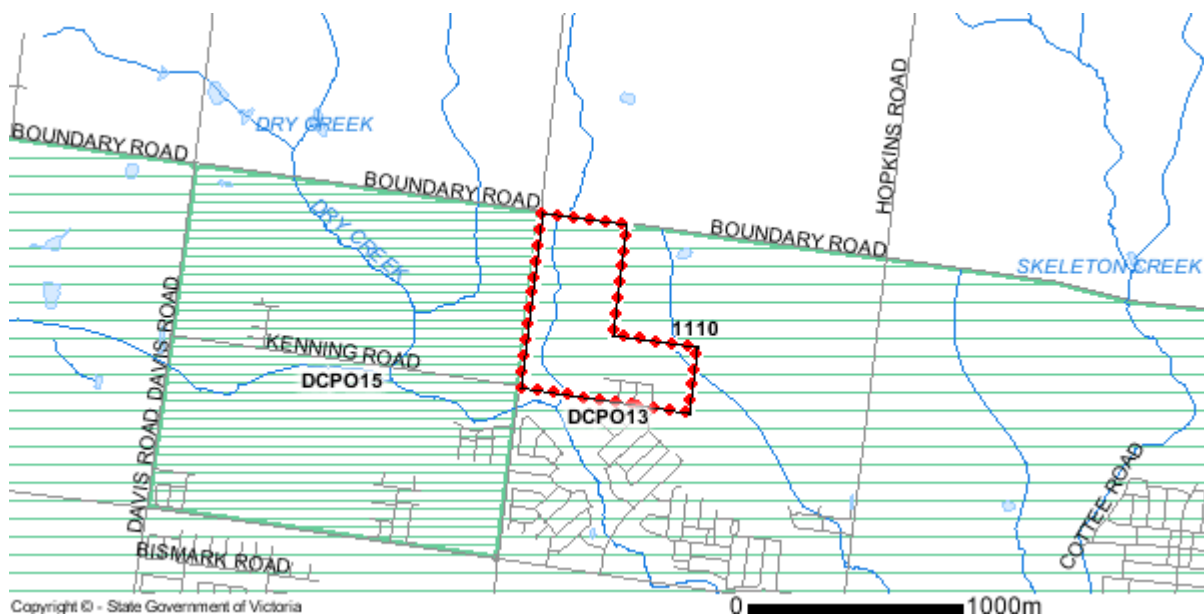 DRY CREEK
HOPKINS ROAD
BOUNDARY ROAD
BOUNDARY ROAD
DRY CREEK
BOUNDARY ROAD
SKELETON CREEK
DAVIS ROAD
1110
KENNING ROAD
DCPO15
DCPO13
DAVIS ROAD
COTTEE ROAD
BISMARK ROAD
Copyright © - State Government of Victoria
0 1000m